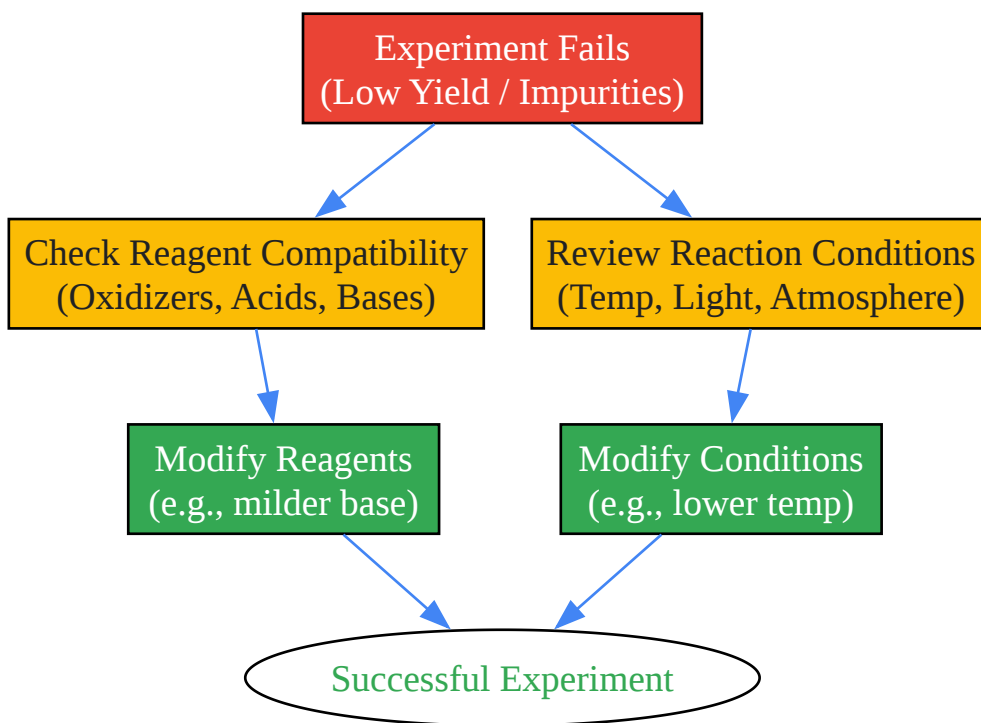 Experiment Fails
(Low Yield / Impurities)
Check Reagent Compatibility
(Oxidizers, Acids, Bases)
Review Reaction Conditions
(Temp, Light, Atmosphere)
Modify Reagents
(e.g., milder base)
Modify Conditions
(e.g., lower temp)
Successful Experiment